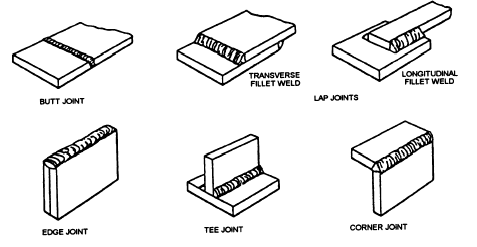 BUTT JOINT
TRANSVERSE
FILLET WELD
LAP JOINTS
LONGITUDINAL
FILLET WELD
EDGE JOINT
TEE JOINT
CORNER JOINT